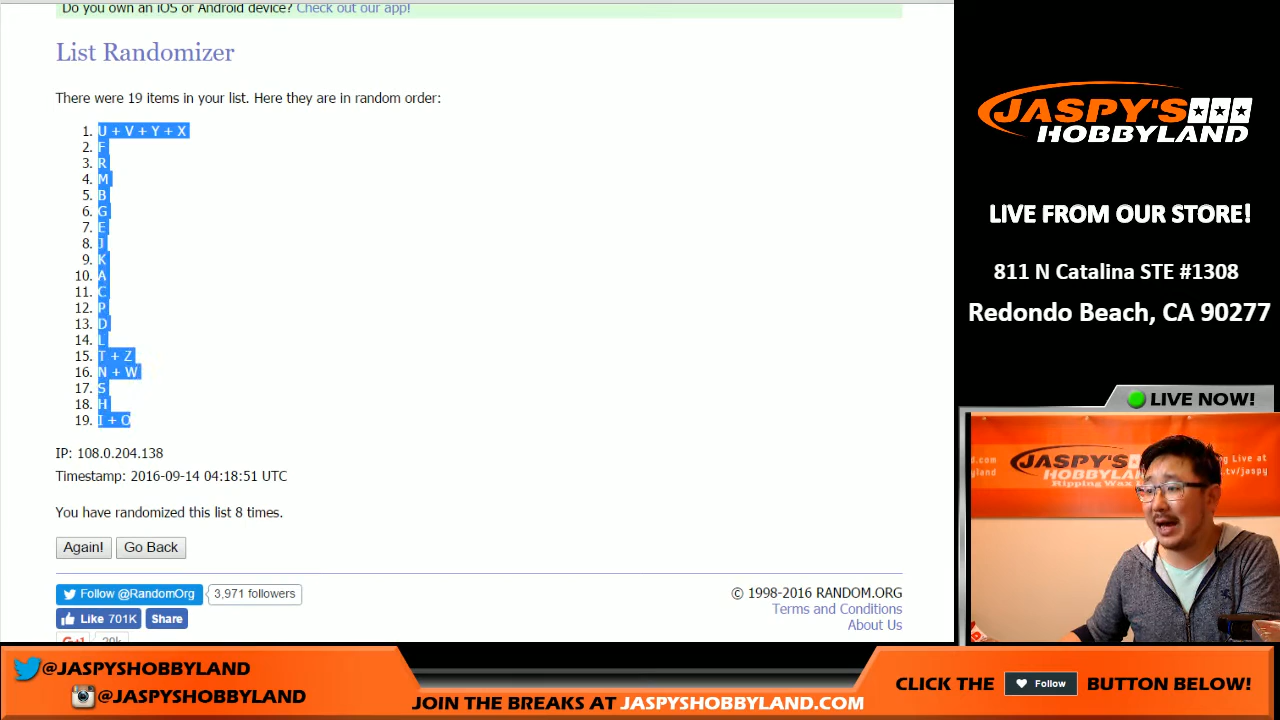 Do you own an iOS or Android device? Check out our app!
List Randomizer
There were 19 items in your list. Here they are in random order:
1. U + V + Y + X
2. F
3. R
4. M
5. B
6. G
7. E
8. J
9. K
10. A
11. C
12. P
13. D
14. L
15. T + Z
16. N + W
17. S
18. H
19. I + O
IP: 108.0.204.138
Timestamp: 2016-09-14 04:18:51 UTC
You have randomized this list 8 times.
Again! Go Back
Follow @RandomOrg 3,971 followers
Like 701K Share
© 1998-2016 RANDOM.ORG
Terms and Conditions
About Us
JASPY'S
HOBBYLAND
LIVE FROM OUR STORE!
811 N Catalina STE #1308
Redondo Beach, CA 90277
LIVE NOW!
JASPY'S
HOBBYLAND
Ripping Wax
@JASPYSHOBBYLAND
@JASPYSHOBBYLAND
JOIN THE BREAKS AT JASPYSHOBBYLAND.COM
CLICK THE Follow BUTTON BELOW!